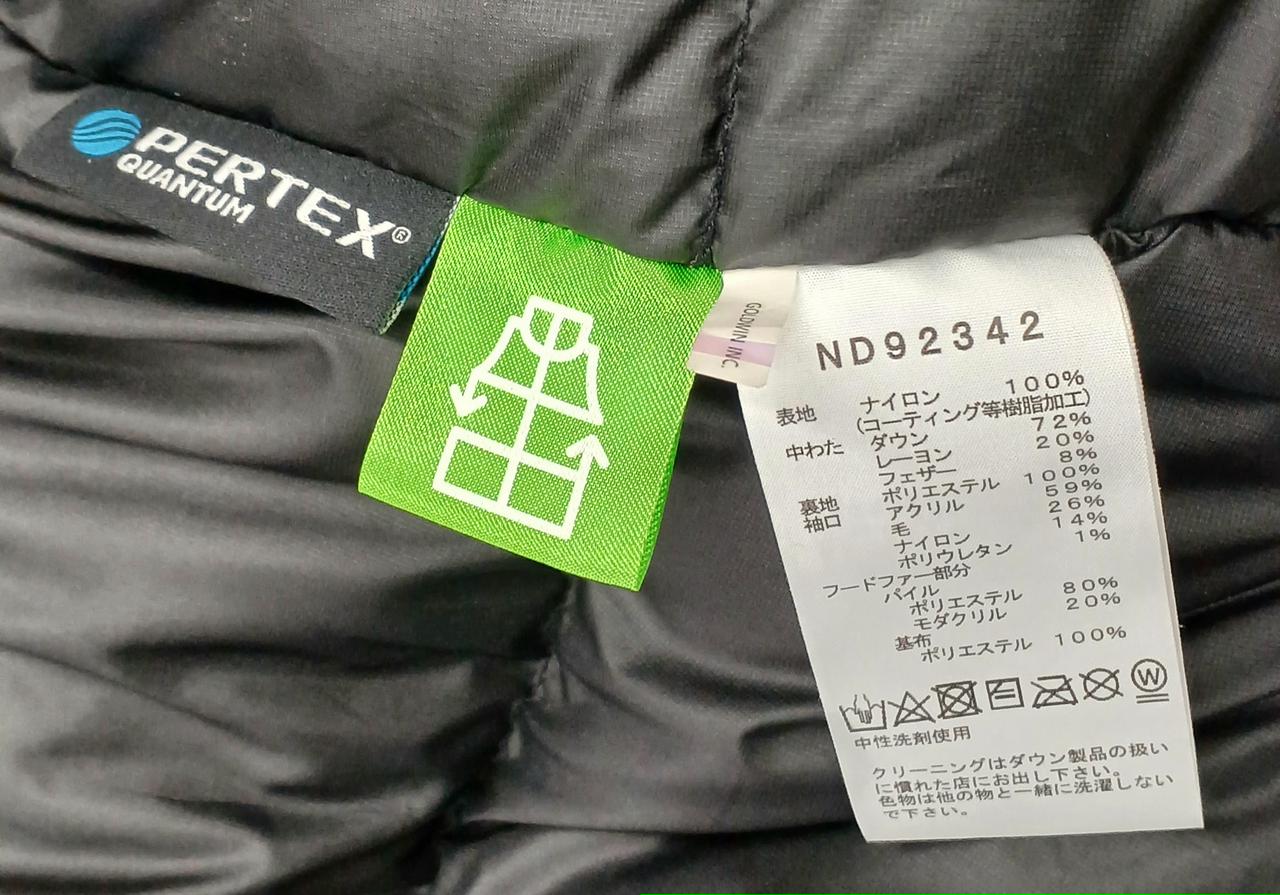 PERTEX®
QUANTUM
GOLDWIN INC.
ND92342
表地 ナイロン 100%
(コーティング等樹脂加工)
中わた ダウン 72%
レーヨン 20%
フェザー 8%
裏地 ポリエステル 100%
袖口 アクリル 59%
毛 26%
ナイロン 14%
ポリウレタン 1%
フードファー部分
パイル
ポリエステル 80%
モダクリル 20%
基布
ポリエステル 100%
W
中性洗剤使用
クリーニングはダウン製品の扱い
に慣れた店にお出し下さい。
色物は他の物と一緒に洗濯しない
で下さい。